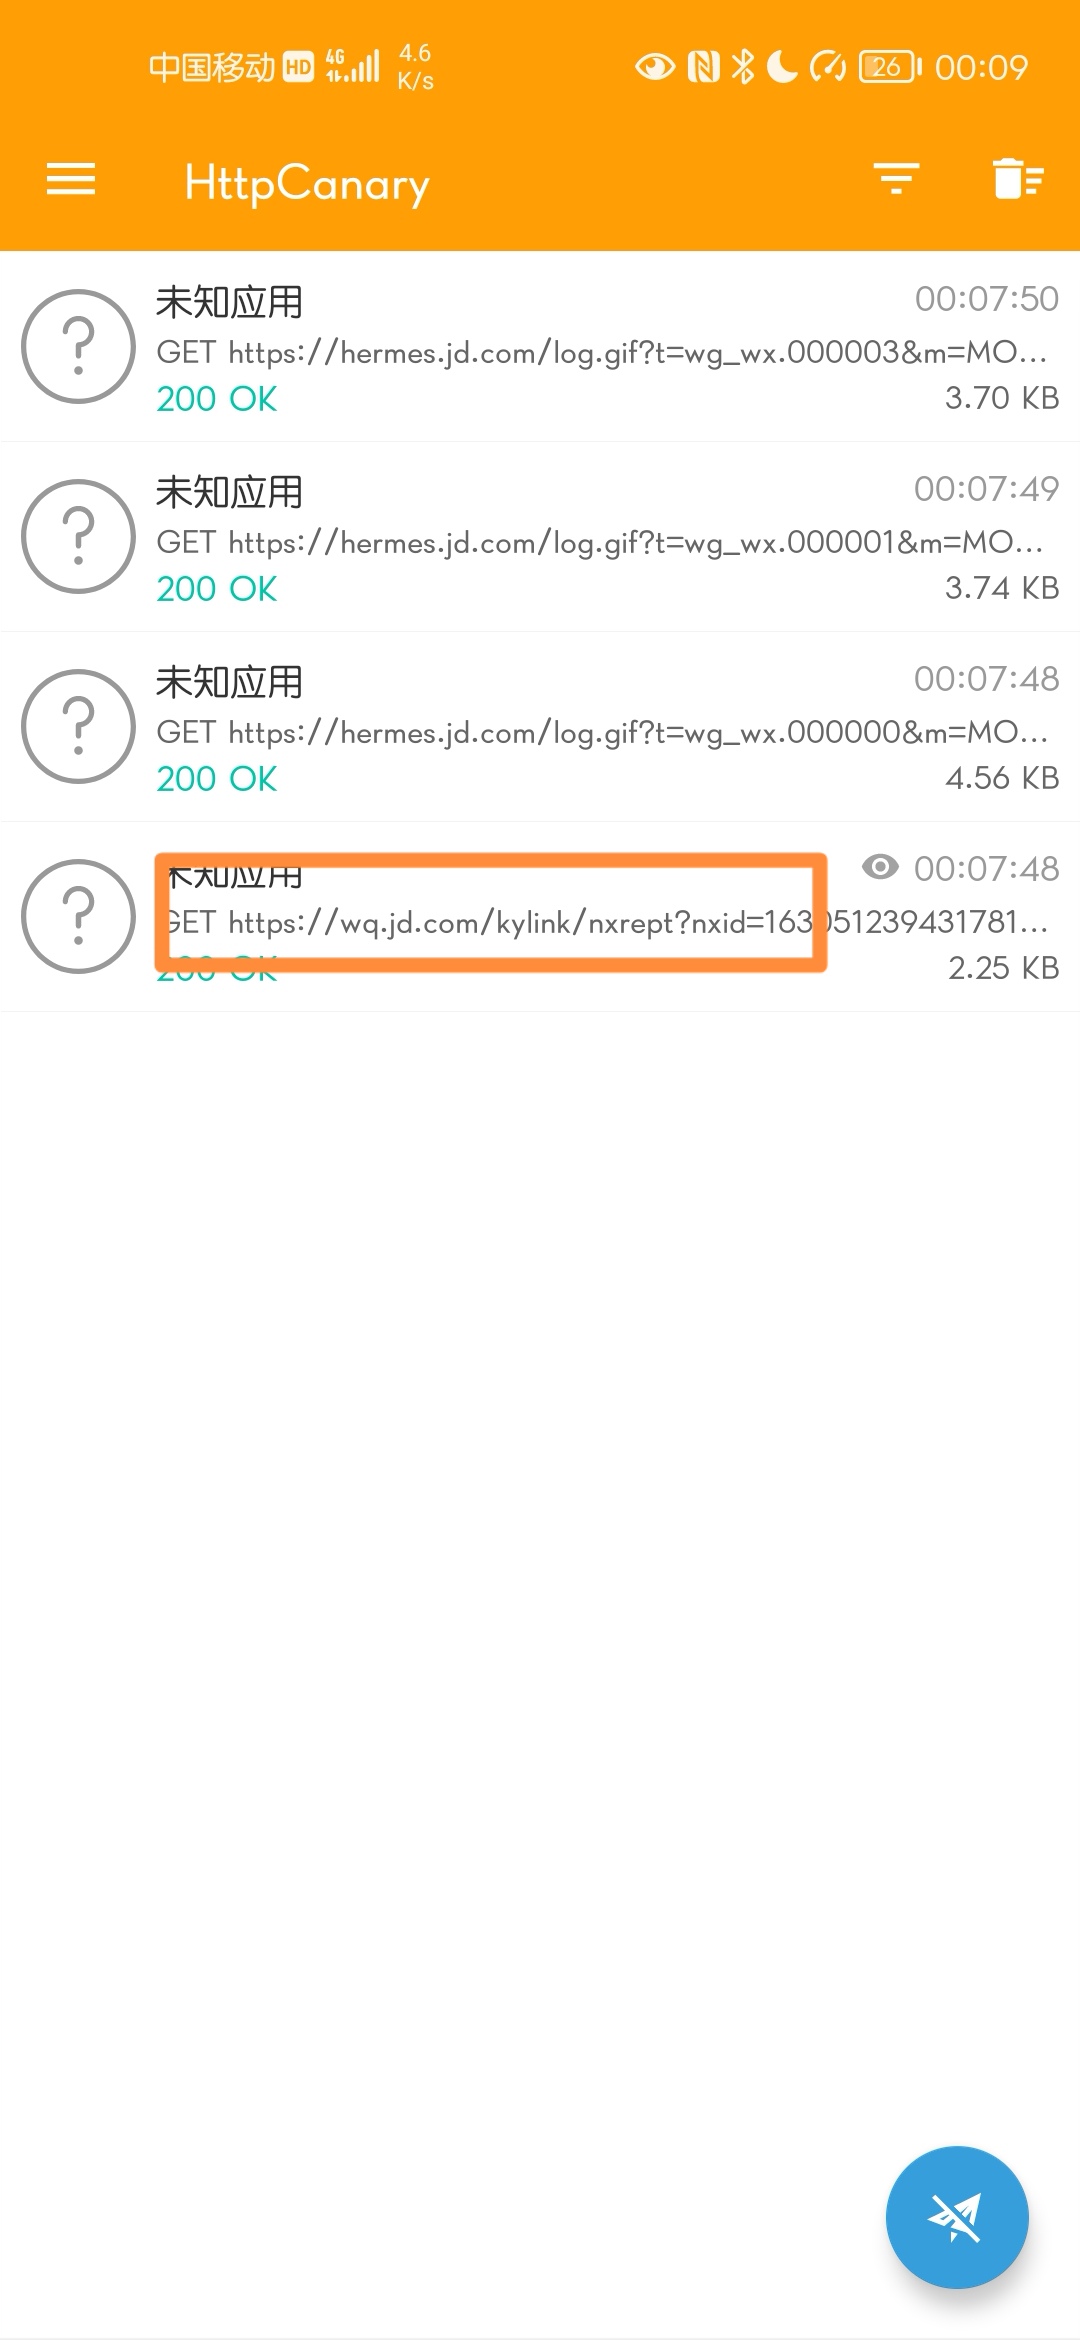 中国移动 HD 4G 4.6 K/s 26 00:09
HttpCanary
未知应用 00:07:50
GET https://hermes.jd.com/log.gif?t=wg_wx.000003&m=MO...
200 OK 3.70 KB
未知应用 00:07:49
GET https://hermes.jd.com/log.gif?t=wg_wx.000001&m=MO...
200 OK 3.74 KB
未知应用 00:07:48
GET https://hermes.jd.com/log.gif?t=wg_wx.000000&m=MO...
200 OK 4.56 KB
未知应用 00:07:48
GET https://wq.jd.com/kylink/nxrept?nxid=163051239431781...
200 OK 2.25 KB